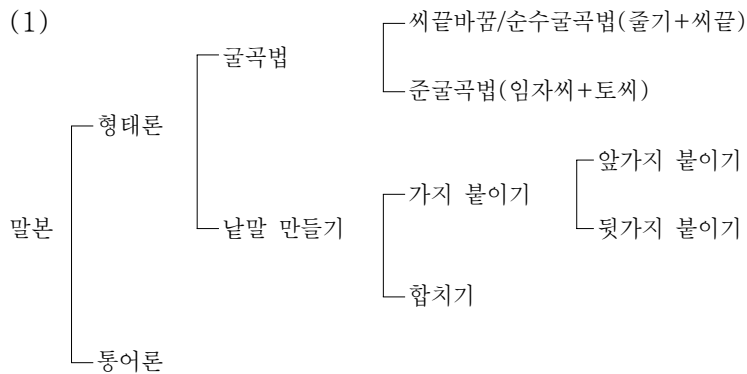 (1)
씨끝바꿈/순수굴곡법(줄기+씨끝)
굴곡법
준굴곡법(임자씨+토씨)
형태론
앞가지 붙이기
가지 붙이기
말본
낱말 만들기
뒷가지 붙이기
합치기
통어론